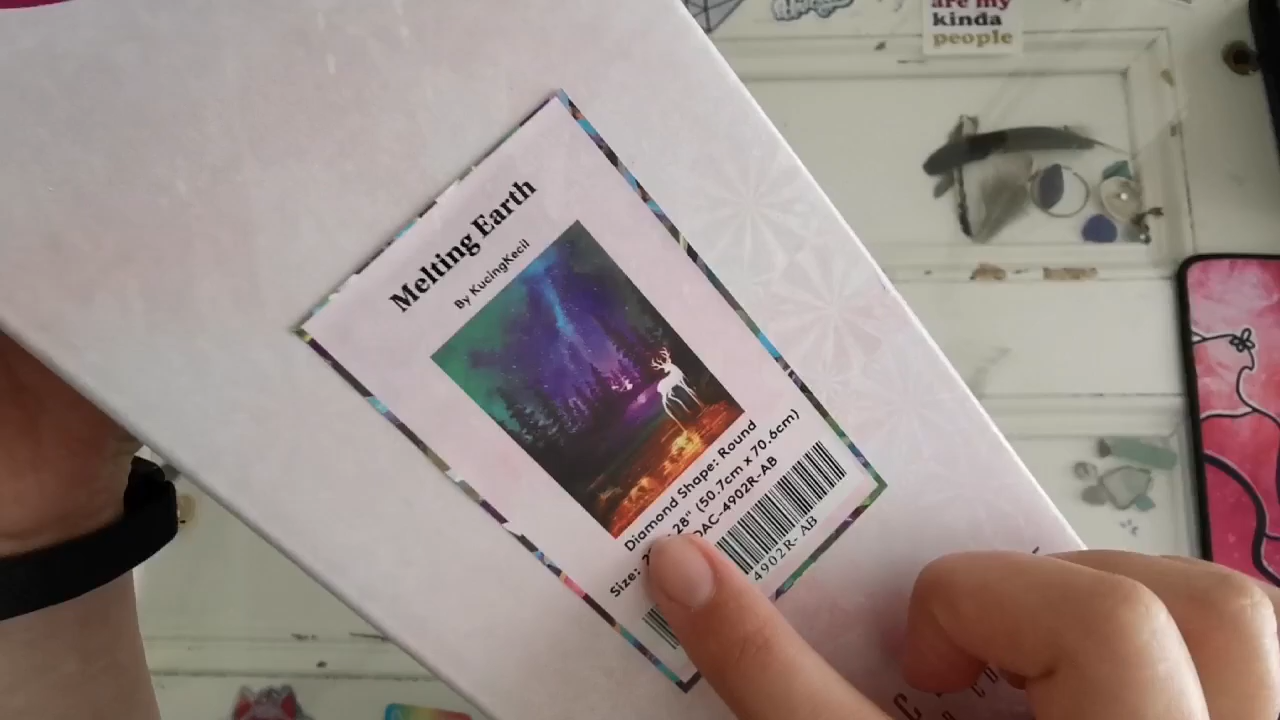 are my
kinda
people
Melting Earth
By KucingKecil
Diamond Shape: Round
Size: 28" (50.7cm x 70.6cm)
DAC-4902R-AB
4902R- AB